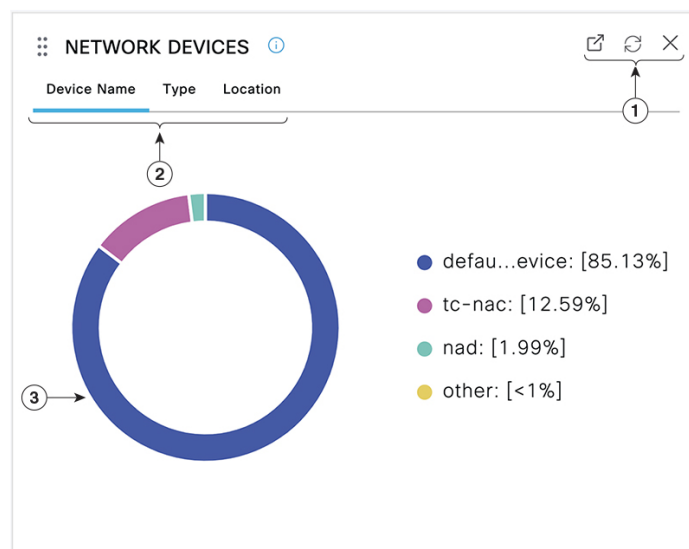 NETWORK DEVICES
1
Device Name Type Location
2
defau...evice: [85.13%]
tc-nac: [12.59%]
nad: [1.99%]
other: [<1%]
3